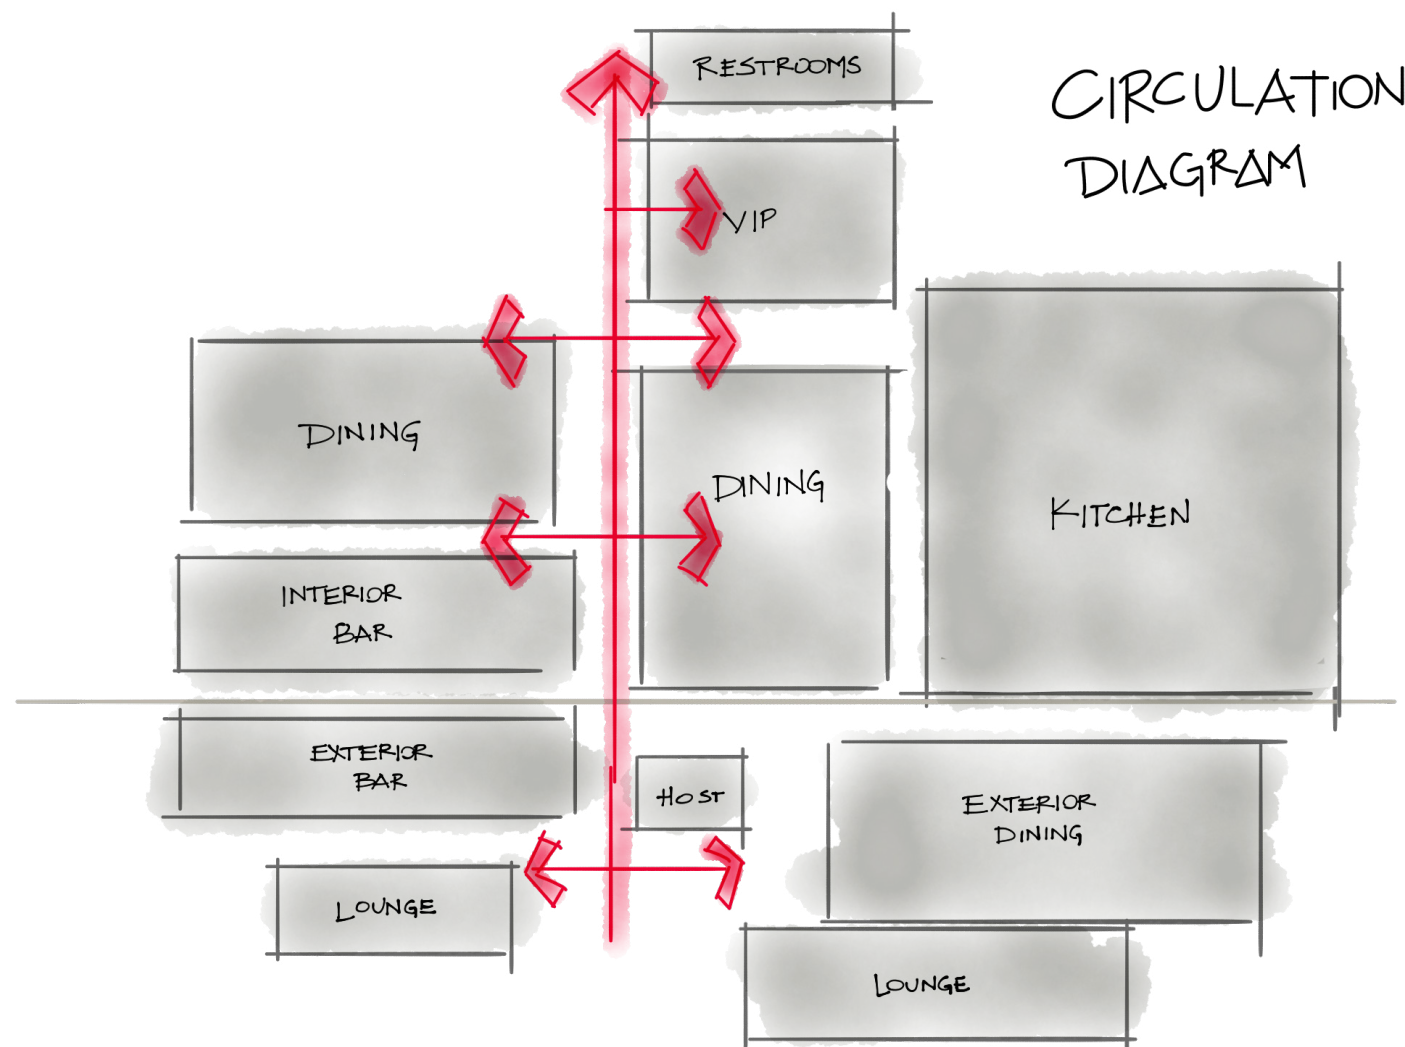 RESTROOMS
CIRCULATION
DIAGRAM
VIP
DINING
DINING
KITCHEN
INTERIOR
BAR
EXTERIOR
BAR
HOST
EXTERIOR
DINING
LOUNGE
LOUNGE